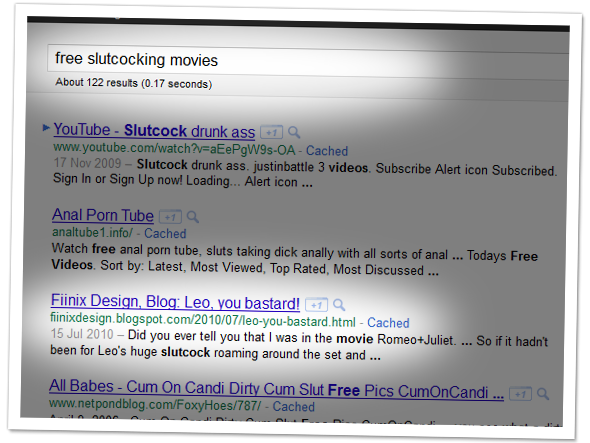 free slutcocking movies
About 122 results (0.17 seconds)
YouTube - Slutcock drunk ass +1
www.youtube.com/watch?v=aEePgW9s-OA - Cached
17 Nov 2009 – Slutcock drunk ass. justinbattle 3 videos. Subscribe Alert icon Subscribed.
Sign In or Sign Up now! Loading... Alert icon ...
Anal Porn Tube +1
analtube1.info/ - Cached
Watch free anal porn tube, sluts taking dick anally with all sorts of anal ... Todays Free
Videos. Sort by: Latest, Most Viewed, Top Rated, Most Discussed ...
Fiinix Design, Blog: Leo, you bastard! +1
fiinixdesign.blogspot.com/2010/07/leo-you-bastard.html - Cached
15 Jul 2010 – Did you ever tell you that I was in the movie Romeo+Juliet. ... So if it hadn't
been for Leo's huge slutcock roaming around the set and ...
All Babes - Cum On Candi Dirty Cum Slut Free Pics CumOnCandi ... +1
www.netpondblog.com/FoxyHoes/787/ - Cached